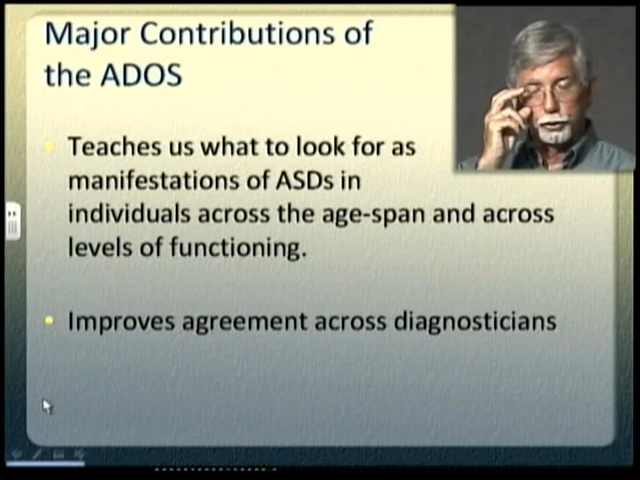 Major Contributions of
the ADOS
Teaches us what to look for as
manifestations of ASDs in
individuals across the age-span and across
levels of functioning.
Improves agreement across diagnosticians